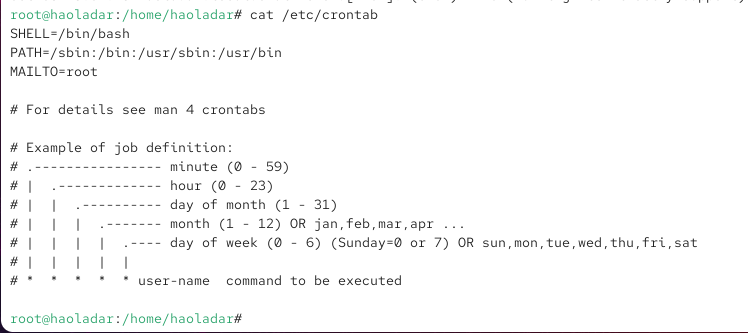 root@haoladar:/home/haoladar# cat /etc/crontab
SHELL=/bin/bash
PATH=/sbin:/bin:/usr/sbin:/usr/bin
MAILTO=root
# For details see man 4 crontabs
# Example of job definition:
# .---------------- minute (0 - 59)
# |  .------------- hour (0 - 23)
# |  |  .---------- day of month (1 - 31)
# |  |  |  .------- month (1 - 12) OR jan,feb,mar,apr ...
# |  |  |  |  .---- day of week (0 - 6) (Sunday=0 or 7) OR sun,mon,tue,wed,thu,fri,sat
# |  |  |  |  |
# *  *  *  *  * user-name  command to be executed
root@haoladar:/home/haoladar#